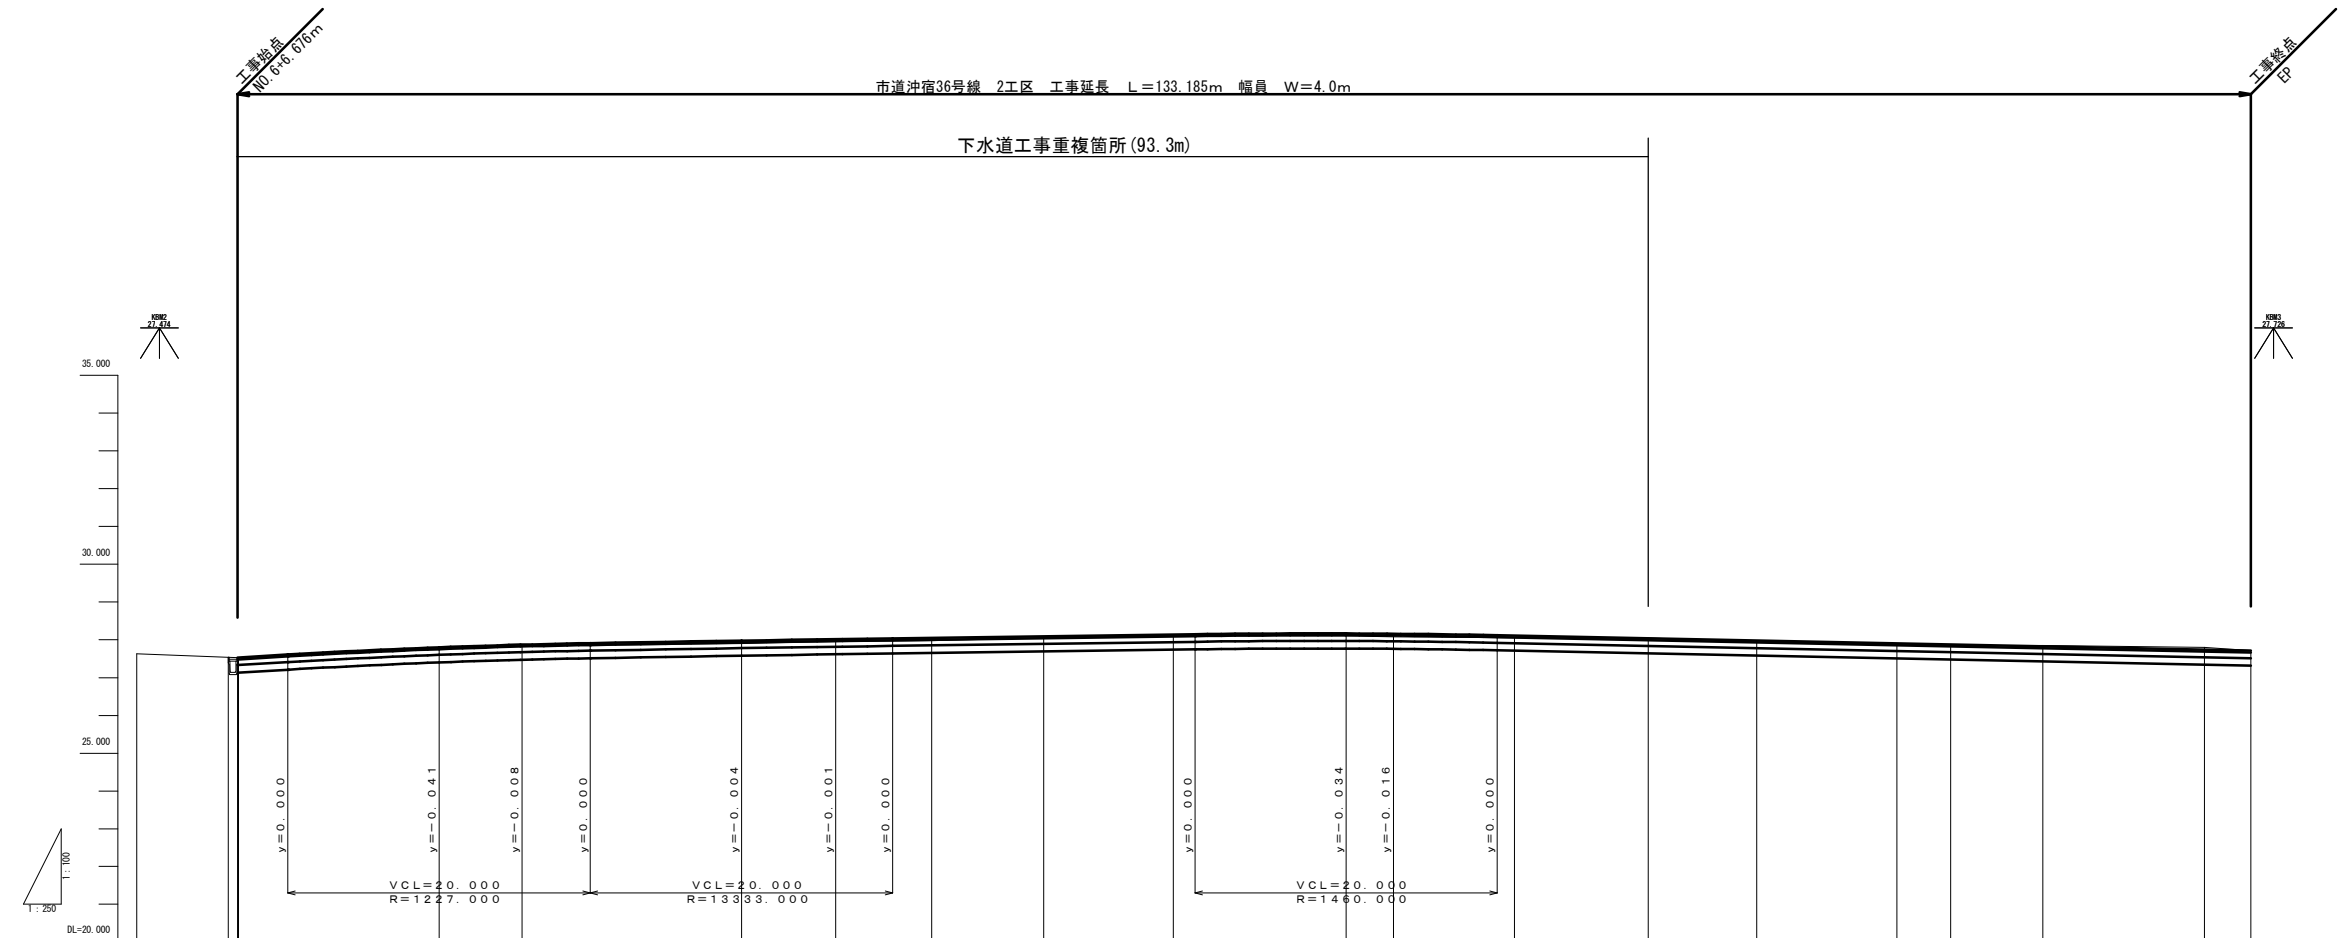 工事始点
NO.6+6.676m
工事終点
EP
市道沖宿36号線　2工区　工事延長　L=133.185m　幅員　W=4.0m
下水道工事重複箇所(93.3m)
KBM2
27.474
KBM3
27.726
35.000
30.000
25.000
DL=20.000
1:100
1:250
y=0.000
y=-0.041
y=-0.008
y=0.000
y=-0.004
y=-0.001
y=0.000
y=0.000
y=-0.034
y=-0.016
y=0.000
VCL=20.000
R=1227.000
VCL=20.000
R=13333.000
VCL=20.000
R=1460.000